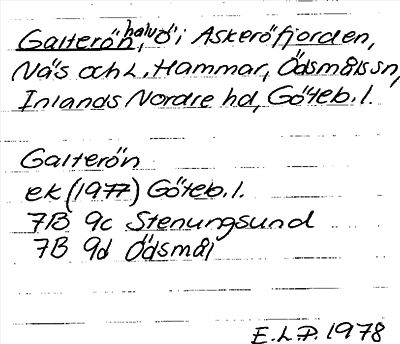 Galterön, halvö i Askeröfjorden,
Näs och L. Hammar, Ödsmåls sn,
Inlands Nordre hd, Göteb. l.
Galterön
ek (1977) Göteb. l.
7B 9c Stenungsund
7B 9d Ödsmål
E.L.P. 1978